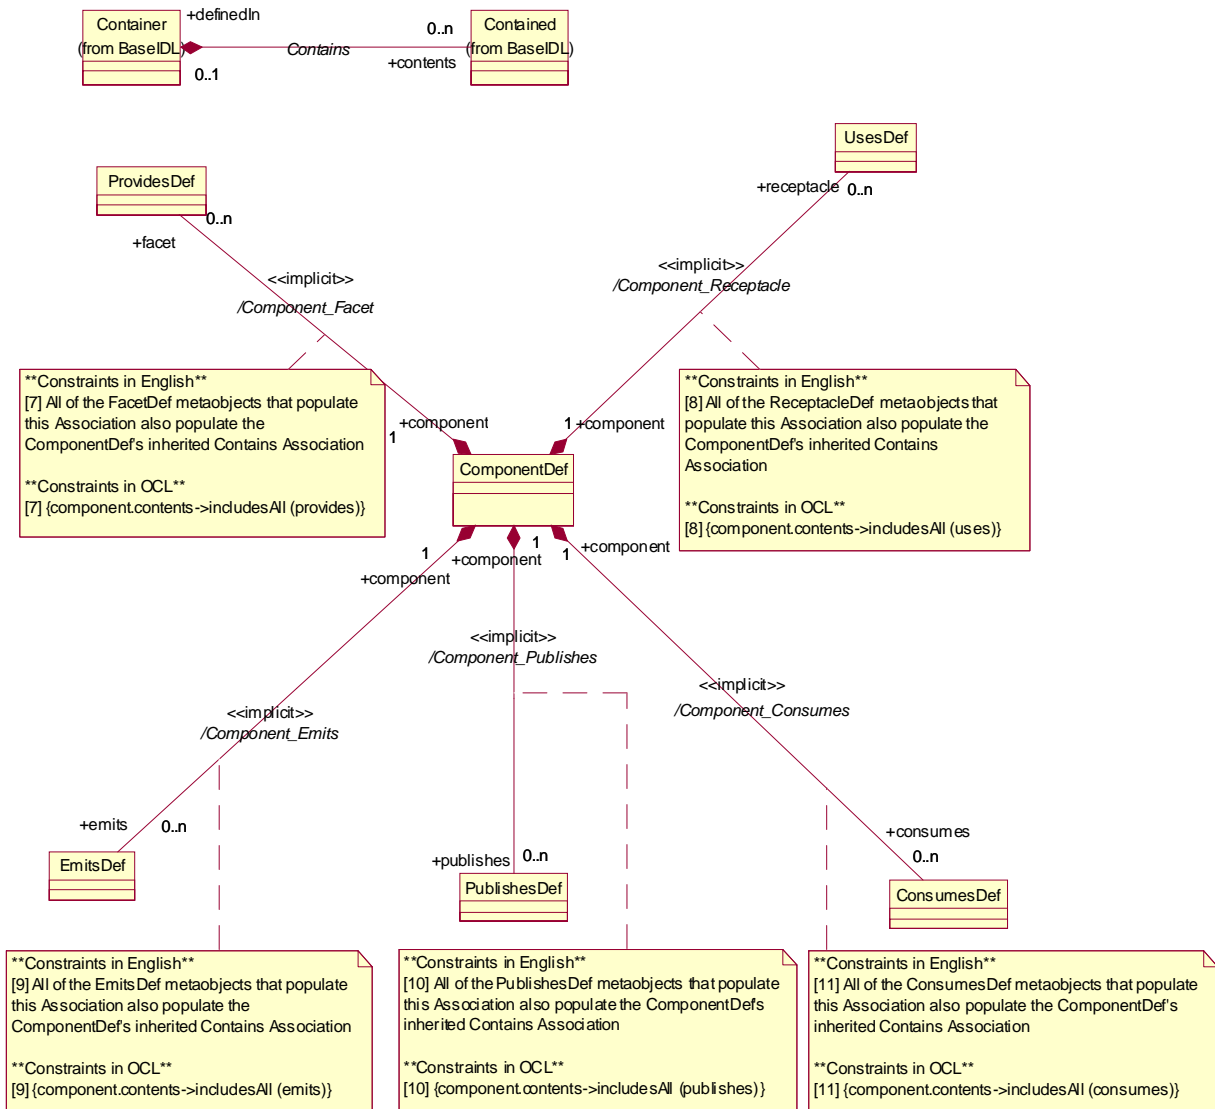 Container
(from BaseIDL)
+definedIn
0..1
Contains
0..n
+contents
Contained
(from BaseIDL)
UsesDef
+receptacle
0..n
ProvidesDef
0..n
+facet
<<implicit>>
/Component_Facet
<<implicit>>
/Component_Receptacle
**Constraints in English**
[7] All of the FacetDef metaobjects that populate
this Association also populate the
ComponentDef's inherited Contains Association
**Constraints in OCL**
[7] {component.contents->includesAll (provides)}
**Constraints in English**
[8] All of the ReceptacleDef metaobjects that
populate this Association also populate the
ComponentDef's inherited Contains
Association
**Constraints in OCL**
[8] {component.contents->includesAll (uses)}
+component
1
1
+component
ComponentDef
1
+component
+component
1
1
+component
<<implicit>>
/Component_Publishes
<<implicit>>
/Component_Emits
<<implicit>>
/Component_Consumes
+emits
0..n
EmitsDef
+publishes
0..n
PublishesDef
+consumes
0..n
ConsumesDef
**Constraints in English**
[9] All of the EmitsDef metaobjects that populate
this Association also populate the
ComponentDef's inherited Contains Association
**Constraints in OCL**
[9] {component.contents->includesAll (emits)}
**Constraints in English**
[10] All of the PublishesDef metaobjects that populate
this Association also populate the ComponentDef's
inherited Contains Association
**Constraints in OCL**
[10] {component.contents->includesAll (publishes)}
**Constraints in English**
[11] All of the ConsumesDef metaobjects that populate
this Association also populate the ComponentDef's
inherited Contains Association
**Constraints in OCL**
[11] {component.contents->includesAll (consumes)}